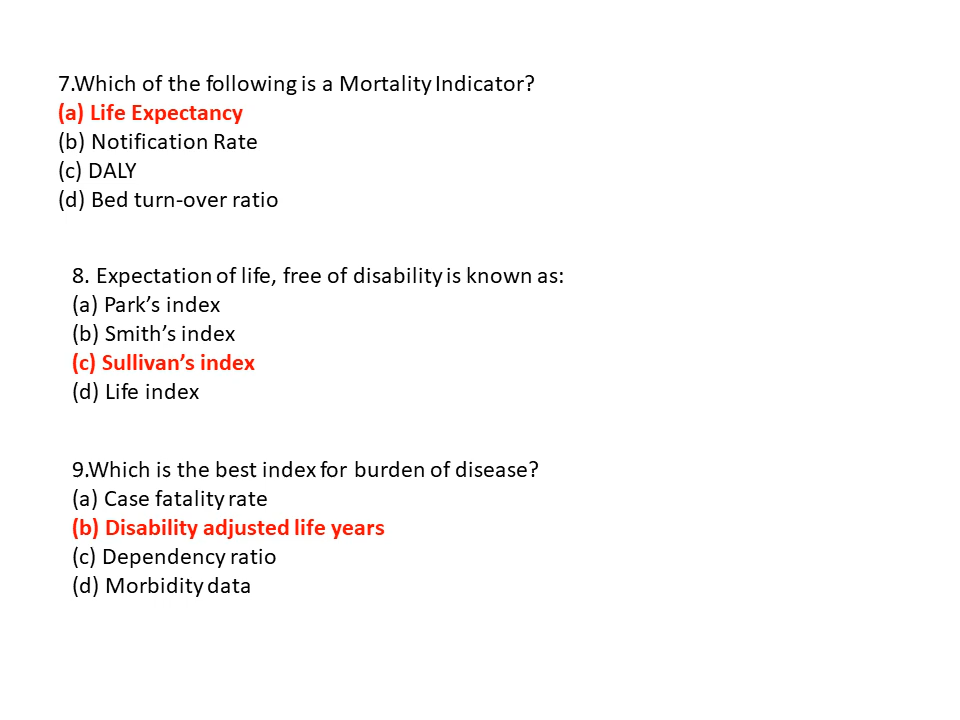 7.Which of the following is a Mortality Indicator?
(a) Life Expectancy
(b) Notification Rate
(c) DALY
(d) Bed turn-over ratio
8. Expectation of life, free of disability is known as:
(a) Park’s index
(b) Smith’s index
(c) Sullivan’s index
(d) Life index
9.Which is the best index for burden of disease?
(a) Case fatality rate
(b) Disability adjusted life years
(c) Dependency ratio
(d) Morbidity data